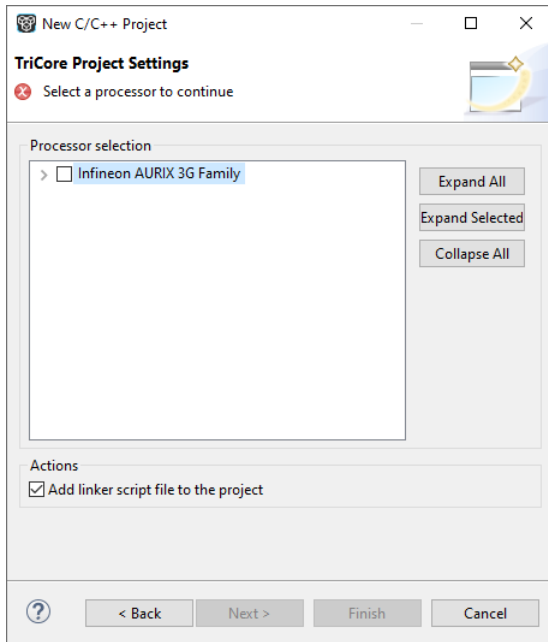 New C/C++ Project
TriCore Project Settings
Select a processor to continue
Processor selection
Infineon AURIX 3G Family
Expand All
Expand Selected
Collapse All
Actions
Add linker script file to the project
?
< Back
Next >
Finish
Cancel